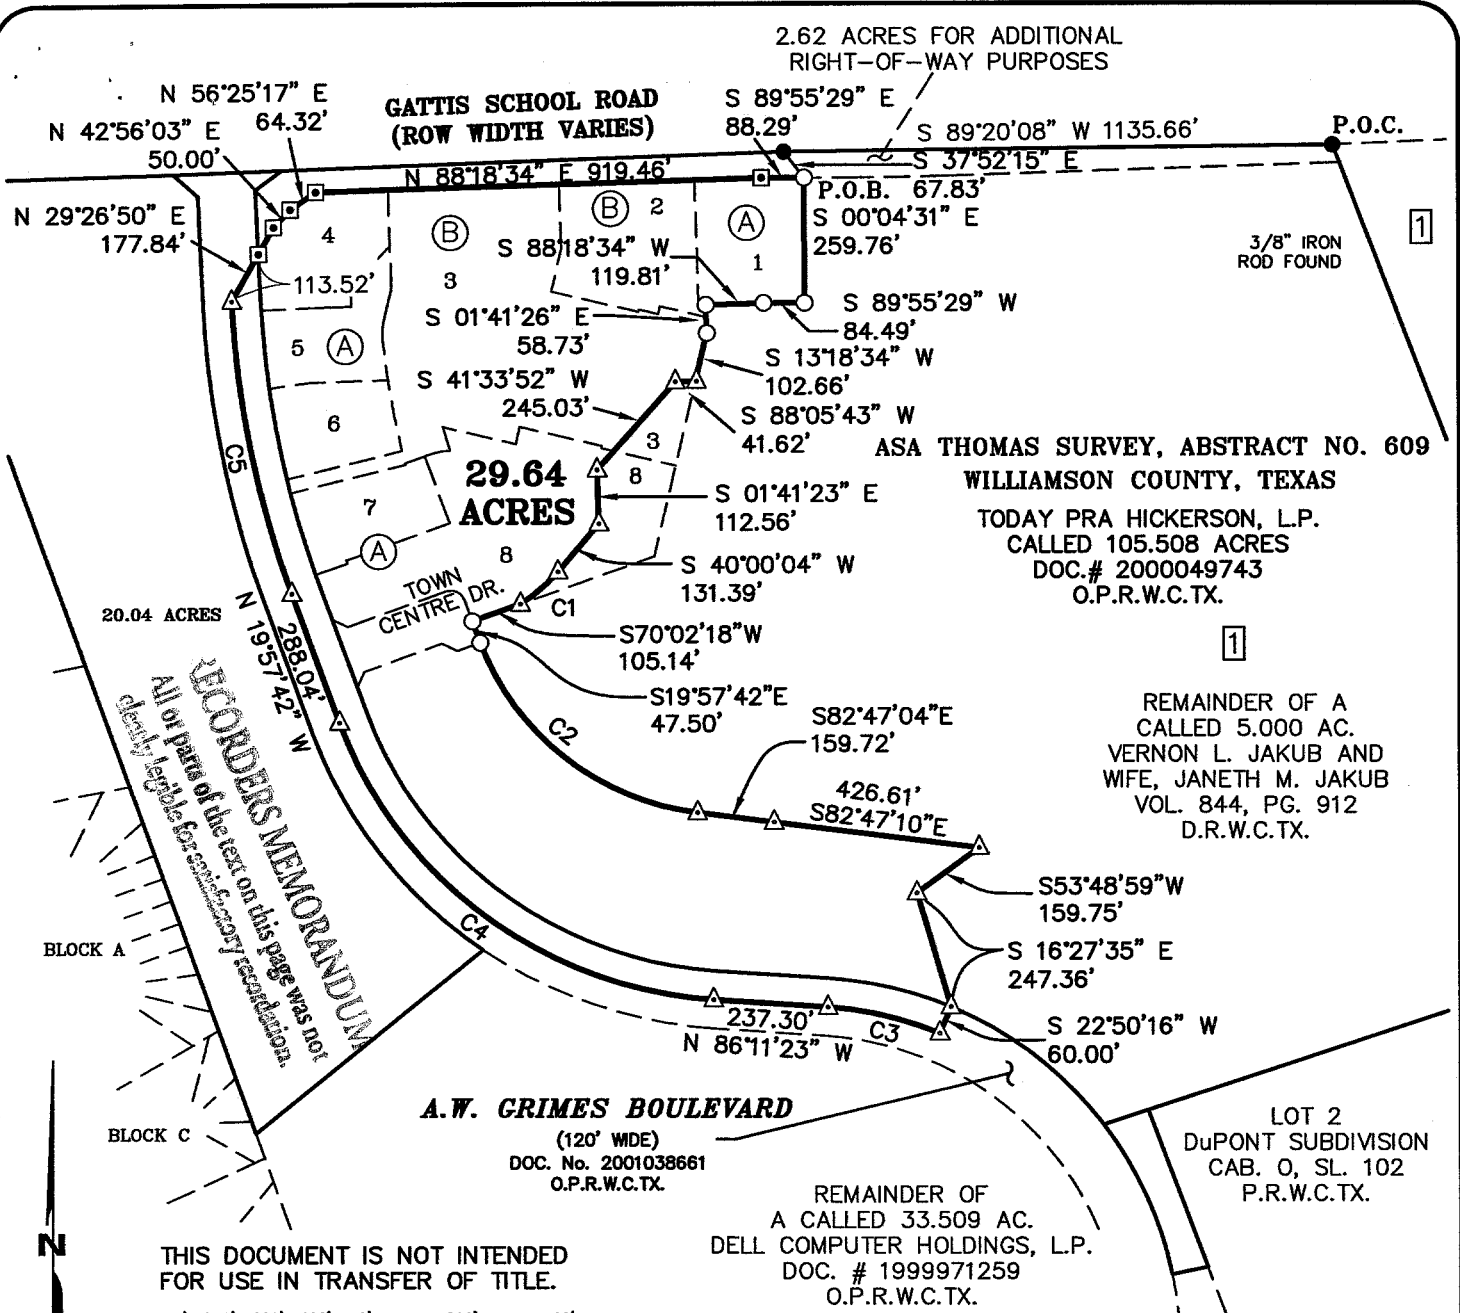 2.62 ACRES FOR ADDITIONAL
RIGHT-OF-WAY PURPOSES
N 56°25'17" E
64.32'
GATTIS SCHOOL ROAD
(ROW WIDTH VARIES)
S 89°55'29" E
88.29'
N 42°56'03" E
50.00'
S 89°20'08" W 1135.66'
P.O.C.
S 37°52'15" E
67.83'
N 88°18'34" E 919.46'
P.O.B.
N 29°26'50" E
177.84'
4
B
3
B
2
A
1
S 00°04'31" E
259.76'
1
3/8" IRON
ROD FOUND
S 88°18'34" W
119.81'
113.52'
S 01°41'26" E
58.73'
S 89°55'29" W
84.49'
5
A
S 13°18'34" W
102.66'
S 41°33'52" W
245.03'
6
S 88°05'43" W
41.62'
3
8
C5
ASA THOMAS SURVEY, ABSTRACT NO. 609
WILLIAMSON COUNTY, TEXAS
29.64
ACRES
7
A
8
S 01°41'23" E
112.56'
TODAY PRA HICKERSON, L.P.
CALLED 105.508 ACRES
DOC.# 2000049743
O.P.R.W.C.TX.
S 40°00'04" W
131.39'
TOWN
CENTRE DR.
C1
20.04 ACRES
S70°02'18"W
105.14'
1
288.04'
N 19°57'42" W
S19°57'42"E
47.50'
C2
S82°47'04"E
159.72'
REMAINDER OF A
CALLED 5.000 AC.
VERNON L. JAKUB AND
WIFE, JANETH M. JAKUB
VOL. 844, PG. 912
D.R.W.C.TX.
426.61'
S82°47'10"E
RECORDERS MEMORANDUM
All or parts of the text on this page was not
clearly legible for satisfactory recordation.
S53°48'59"W
159.75'
C4
BLOCK A
S 16°27'35" E
247.36'
237.30'
N 86°11'23" W
C3
S 22°50'16" W
60.00'
A.W. GRIMES BOULEVARD
(120' WIDE)
DOC. No. 2001038661
O.P.R.W.C.TX.
BLOCK C
LOT 2
DuPONT SUBDIVISION
CAB. O, SL. 102
P.R.W.C.TX.
REMAINDER OF
A CALLED 33.509 AC.
DELL COMPUTER HOLDINGS, L.P.
DOC. # 1999971259
O.P.R.W.C.TX.
N
THIS DOCUMENT IS NOT INTENDED
FOR USE IN TRANSFER OF TITLE.